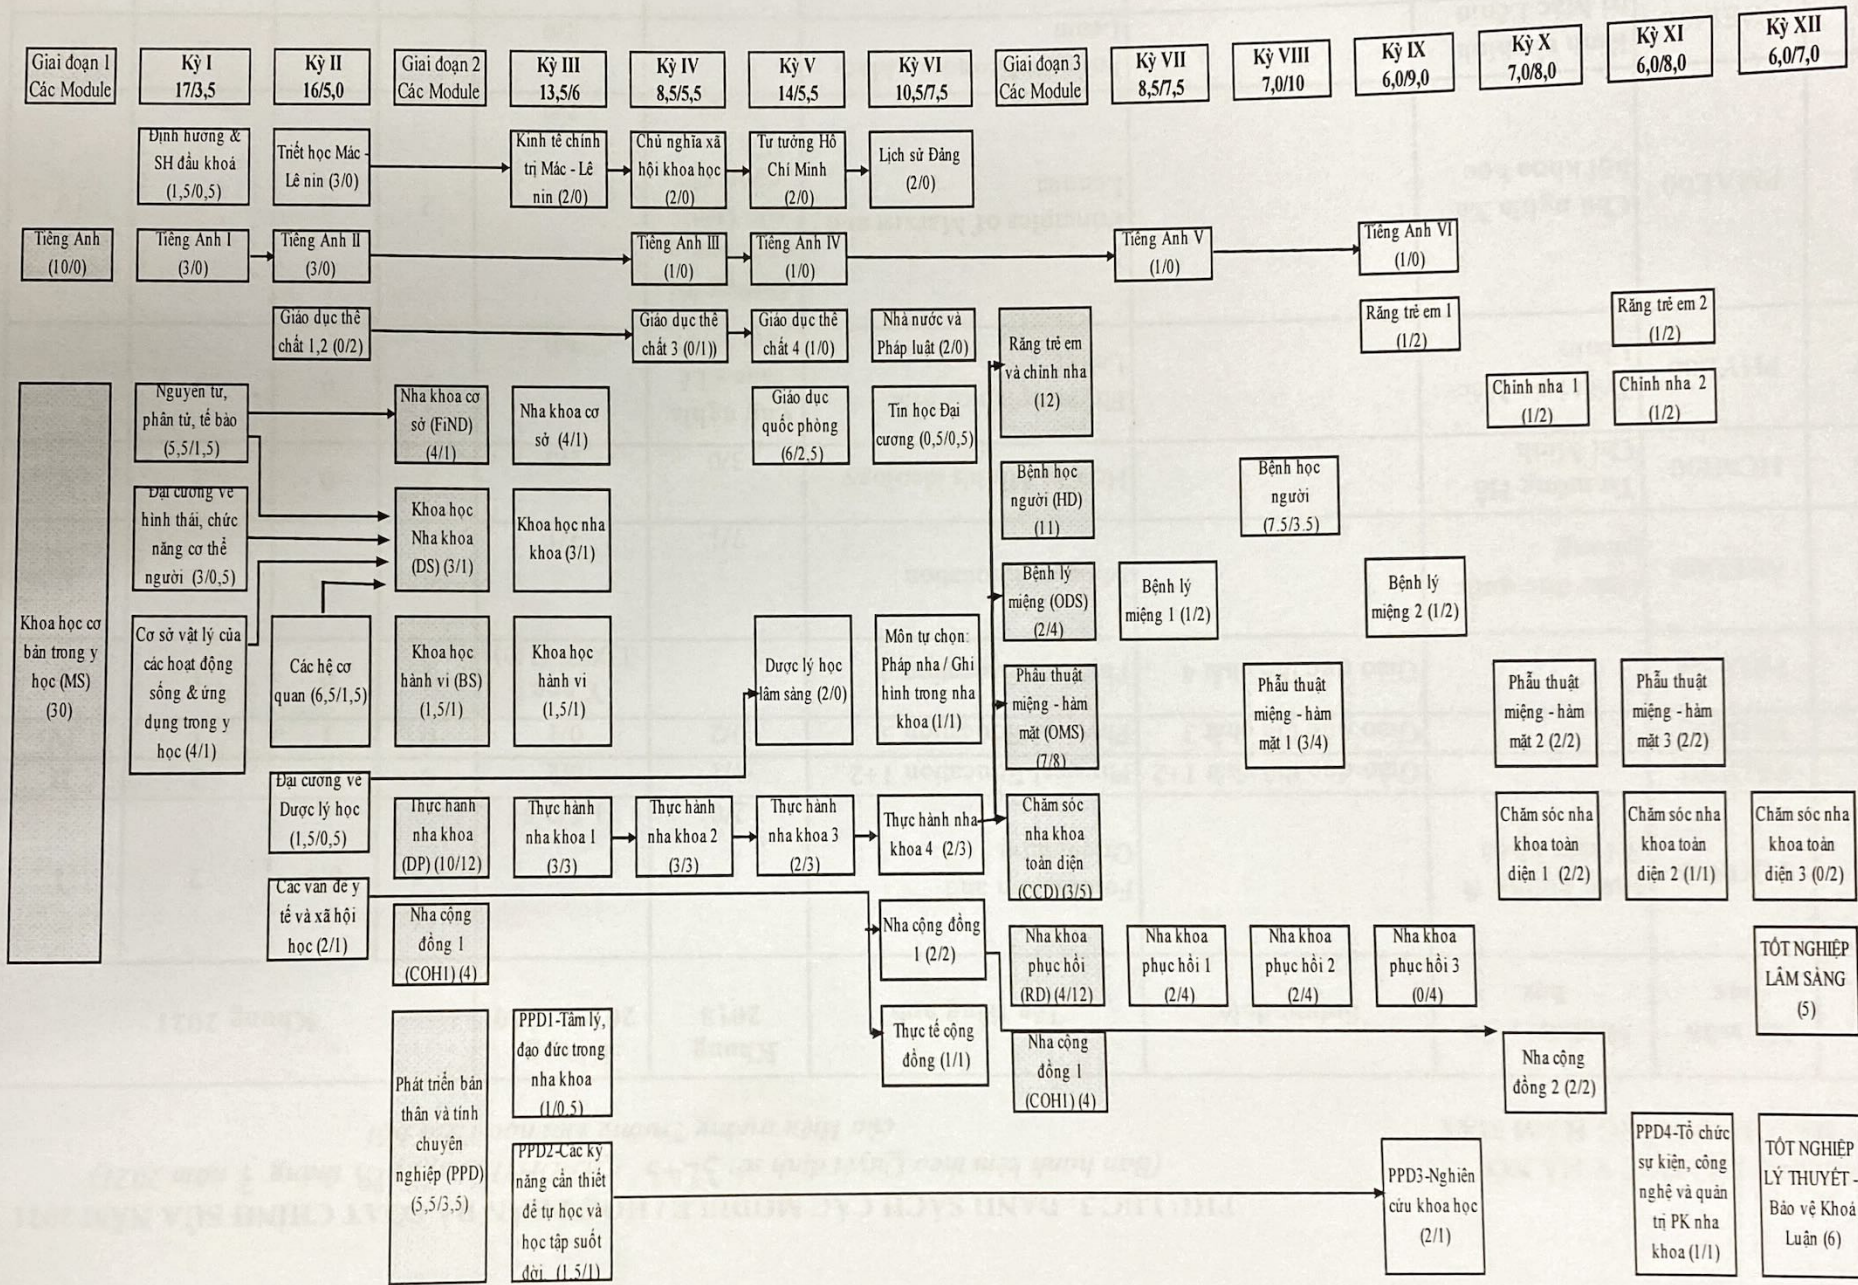 Giai đoạn 1
Các Module
Kỳ I
17/3,5
Kỳ II
16/5,0
Giai đoạn 2
Các Module
Kỳ III
13,5/6
Kỳ IV
8,5/5,5
Kỳ V
14/5,5
Kỳ VI
10,5/7,5
Giai đoạn 3
Các Module
Kỳ VII
8,5/7,5
Kỳ VIII
7,0/10
Kỳ IX
6,0/9,0
Kỳ X
7,0/8,0
Kỳ XI
6,0/8,0
Kỳ XII
6,0/7,0
Định hướng &
SH đầu khoá
(1,5/0,5)
Triết học Mác -
Lê nin (3/0)
Kinh tế chính
trị Mác - Lê
nin (2/0)
Chủ nghĩa xã
hội khoa học
(2/0)
Tư tưởng Hồ
Chí Minh
(2/0)
Lịch sử Đảng
(2/0)
Tiếng Anh
(10/0)
Tiếng Anh I
(3/0)
Tiếng Anh II
(3/0)
Tiếng Anh III
(1/0)
Tiếng Anh IV
(1/0)
Tiếng Anh V
(1/0)
Tiếng Anh VI
(1/0)
Giáo dục thể
chất 1,2 (0/2)
Giáo dục thể
chất 3 (0/1))
Giáo dục thể
chất 4 (1/0)
Nhà nước và
Pháp luật (2/0)
Răng trẻ em
và chỉnh nha
(12)
Răng trẻ em 1
(1/2)
Răng trẻ em 2
(1/2)
Nguyên tử,
phân tử, tế bào
(5,5/1,5)
Nha khoa cơ
sở (FiND)
(4/1)
Nha khoa cơ
sở (4/1)
Giáo dục
quốc phòng
(6/2,5)
Tin học Đại
cương (0,5/0,5)
Chỉnh nha 1
(1/2)
Chỉnh nha 2
(1/2)
Khoa học cơ
bản trong y
học (MS)
(30)
Đại cương về
hình thái, chức
năng cơ thể
người (3/0,5)
Khoa học
Nha khoa
(DS) (3/1)
Khoa học nha
khoa (3/1)
Bệnh học
người (HD)
(11)
Bệnh học
người
(7.5/3.5)
Bệnh lý
miệng (ODS)
(2/4)
Bệnh lý
miệng 1 (1/2)
Bệnh lý
miệng 2 (1/2)
Cơ sở vật lý của
các hoạt động
sống & ứng
dụng trong y
học (4/1)
Các hệ cơ
quan (6,5/1,5)
Khoa học
hành vi (BS)
(1,5/1)
Khoa học
hành vi
(1,5/1)
Dược lý học
lâm sàng (2/0)
Môn tự chọn:
Pháp nha / Ghi
hình trong nha
khoa (1/1)
Phẫu thuật
miệng - hàm
mặt (OMS)
(7/8)
Phẫu thuật
miệng - hàm
mặt 1 (3/4)
Phẫu thuật
miệng - hàm
mặt 2 (2/2)
Phẫu thuật
miệng - hàm
mặt 3 (2/2)
Đại cương về
Dược lý học
(1,5/0,5)
Thực hành
nha khoa
(DP) (10/12)
Thực hành
nha khoa 1
(3/3)
Thực hành
nha khoa 2
(3/3)
Thực hành
nha khoa 3
(2/3)
Thực hành nha
khoa 4 (2/3)
Chăm sóc
nha khoa
toàn diện
(CCD) (3/5)
Chăm sóc nha
khoa toàn
diện 1 (2/2)
Chăm sóc nha
khoa toàn
diện 2 (1/1)
Chăm sóc nha
khoa toàn
diện 3 (0/2)
Các vấn đề y
tế và xã hội
học (2/1)
Nha cộng
đồng 1
(COH1) (4)
Nha cộng đồng
1 (2/2)
Nha khoa
phục hồi
(RD) (4/12)
Nha khoa
phục hồi 1
(2/4)
Nha khoa
phục hồi 2
(2/4)
Nha khoa
phục hồi 3
(0/4)
TỐT NGHIỆP
LÂM SÀNG
(5)
Phát triển bản
thân và tính
chuyên
nghiệp (PPD)
(5,5/3,5)
PPD1-Tâm lý,
đạo đức trong
nha khoa
(1/0,5)
Thực tế cộng
đồng (1/1)
Nha cộng
đồng 1
(COH1) (4)
Nha cộng
đồng 2 (2/2)
PPD2-Các kỹ
năng cần thiết
để tự học và
học tập suốt
đời. (1,5/1)
PPD3-Nghiên
cứu khoa học
(2/1)
PPD4-Tổ chức
sự kiện, công
nghệ và quản
trị PK nha
khoa (1/1)
TỐT NGHIỆP
LÝ THUYẾT -
Bảo vệ Khoá
Luận (6)